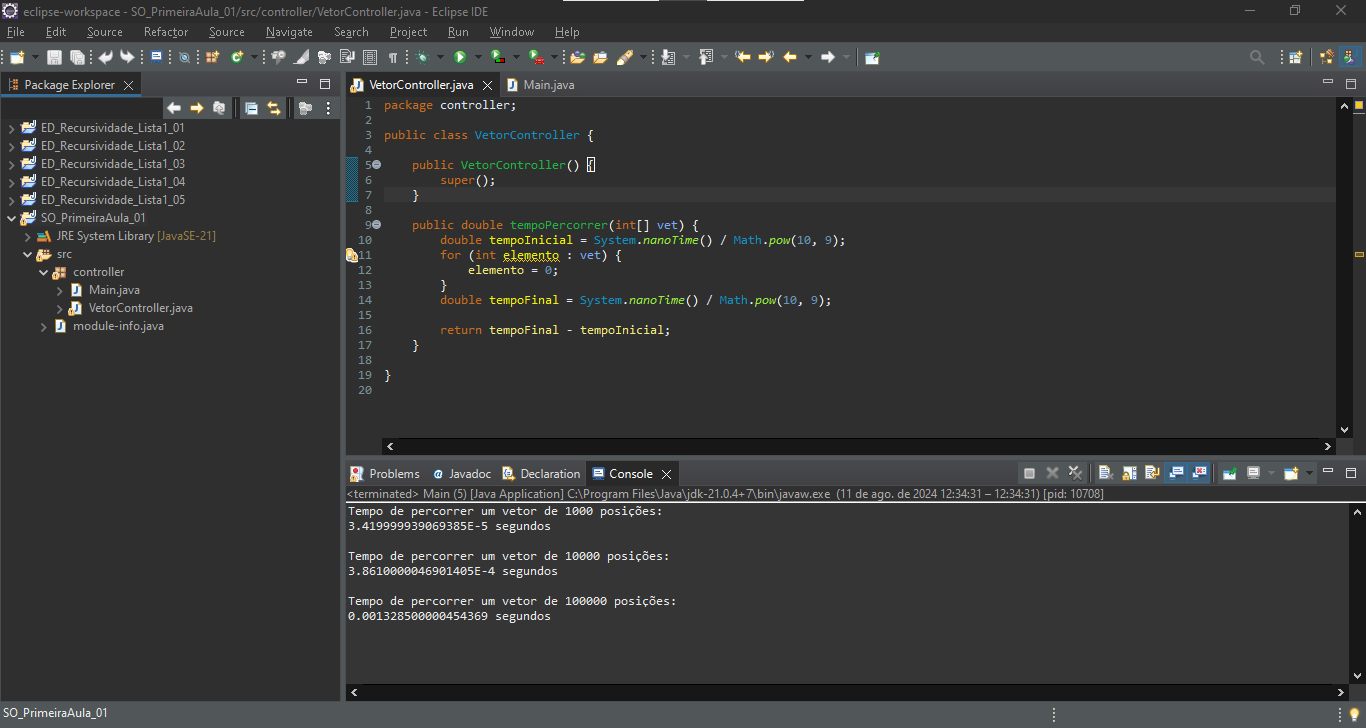 eclipse-workspace - SO_PrimeiraAula_01/src/controller/VetorController.java - Eclipse IDE
File Edit Source Refactor Source Navigate Search Project Run Window Help
Package Explorer
ED_Recursividade_Lista1_01
ED_Recursividade_Lista1_02
ED_Recursividade_Lista1_03
ED_Recursividade_Lista1_04
ED_Recursividade_Lista1_05
SO_PrimeiraAula_01
JRE System Library [JavaSE-21]
src
controller
Main.java
VetorController.java
module-info.java
VetorController.java Main.java
1 package controller;
2
3 public class VetorController {
4
5 public VetorController() {
6 super();
7 }
8
9 public double tempoPercorrer(int[] vet) {
10 double tempoInicial = System.nanoTime() / Math.pow(10, 9);
11 for (int elemento : vet) {
12 elemento = 0;
13 }
14 double tempoFinal = System.nanoTime() / Math.pow(10, 9);
15
16 return tempoFinal - tempoInicial;
17 }
18
19 }
20
Problems Javadoc Declaration Console
<terminated> Main (5) [Java Application] C:\Program Files\Java\jdk-21.0.4+7\bin\javaw.exe (11 de ago. de 2024 12:34:31 – 12:34:31) [pid: 10708]
Tempo de percorrer um vetor de 1000 posições:
3.419999939069385E-5 segundos
Tempo de percorrer um vetor de 10000 posições:
3.8610000046901405E-4 segundos
Tempo de percorrer um vetor de 100000 posições:
0.001328500000454369 segundos
SO_PrimeiraAula_01